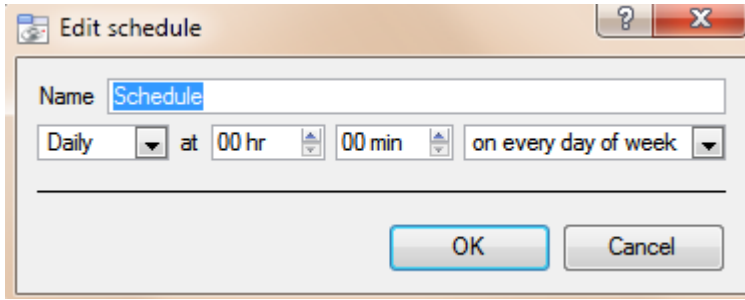 Edit schedule
Name Schedule
Daily at 00 hr 00 min on every day of week
OK Cancel